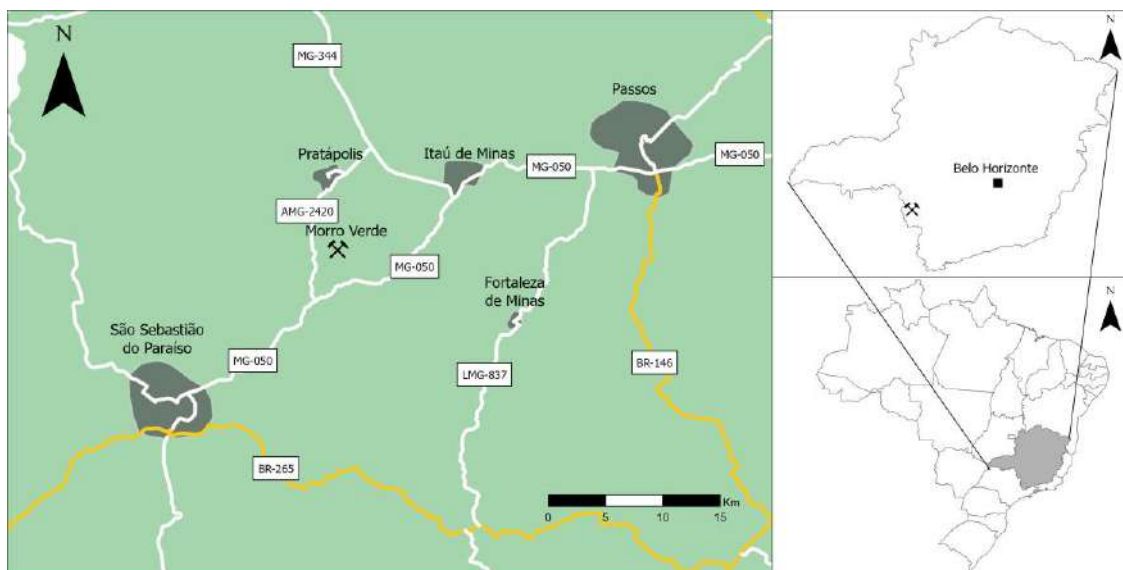 N
MG-344
Passos
Pratápolis
Itaú de Minas
MG-050
MG-050
AMG-2420
Morro Verde
MG-050
Fortaleza
de Minas
São Sebastião
do Paraíso
MG-050
LMG-837
BR-146
BR-265
Km
0 5 10 15
N
Belo Horizonte
N